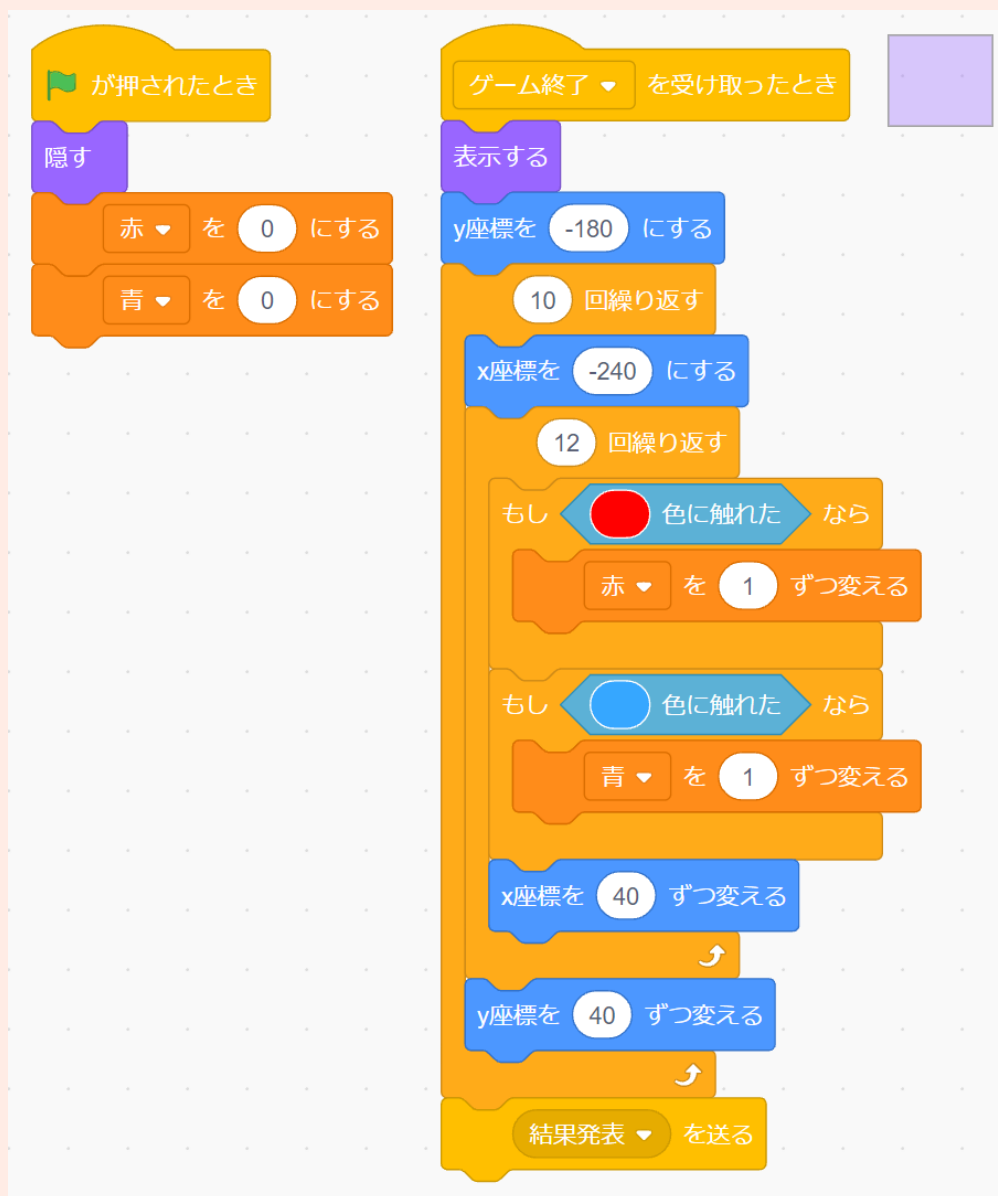 が押されたとき
隠す
赤 を 0 にする
青 を 0 にする
ゲーム終了 を受け取ったとき
表示する
y座標を -180 にする
10 回繰り返す
x座標を -240 にする
12 回繰り返す
もし 色に触れた なら
赤 を 1 ずつ変える
もし 色に触れた なら
青 を 1 ずつ変える
x座標を 40 ずつ変える
y座標を 40 ずつ変える
結果発表 を送る